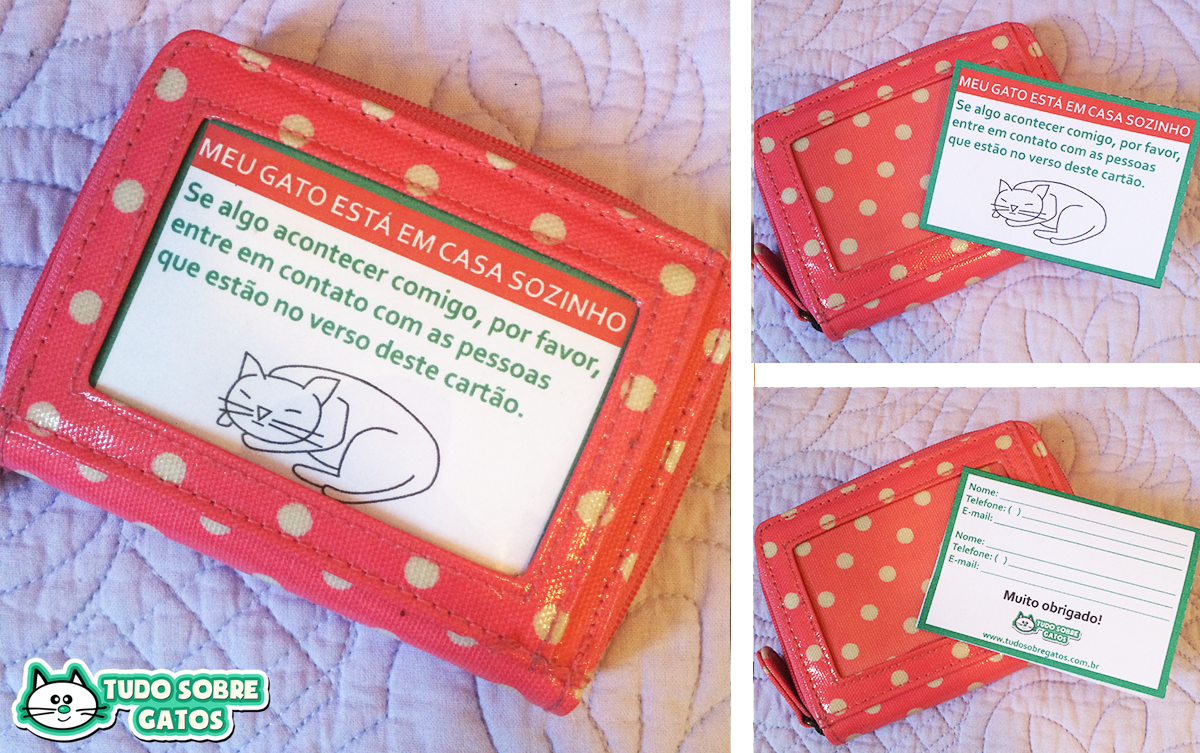 MEU GATO ESTÁ EM CASA SOZINHO
Se algo acontecer comigo, por favor,
entre em contato com as pessoas
que estão no verso deste cartão.
TUDO SOBRE
GATOS
MEU GATO ESTÁ EM CASA SOZINHO
Se algo acontecer comigo, por favor,
entre em contato com as pessoas
que estão no verso deste cartão.
Nome:
Telefone: ( )
E-mail:
Nome:
Telefone: ( )
E-mail:
Muito obrigado!
TUDO SOBRE
GATOS
www.tudosobregatos.com.br